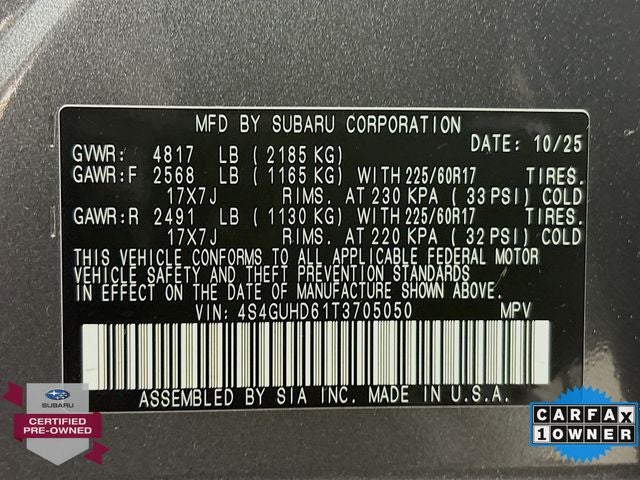 MFD BY SUBARU CORPORATION
DATE: 10/25
GVWR: 4817 LB ( 2185 KG)
GAWR:F 2568 LB ( 1165 KG) WITH 225/60R17 TIRES.
17X7J RIMS. AT 230 KPA ( 33 PSI) COLD
GAWR:R 2491 LB ( 1130 KG) WITH 225/60R17 TIRES.
17X7J RIMS. AT 220 KPA ( 32 PSI) COLD
THIS VEHICLE CONFORMS TO ALL APPLICABLE FEDERAL MOTOR
VEHICLE SAFETY AND THEFT PREVENTION STANDARDS
IN EFFECT ON THE DATE OF MANUFACTURE SHOWN ABOVE.
VIN: 4S4GUHD61T3705050 MPV
ASSEMBLED BY SIA INC. MADE IN U.S.A.
SUBARU
CERTIFIED
PRE-OWNED
CARFAX
1 OWNER